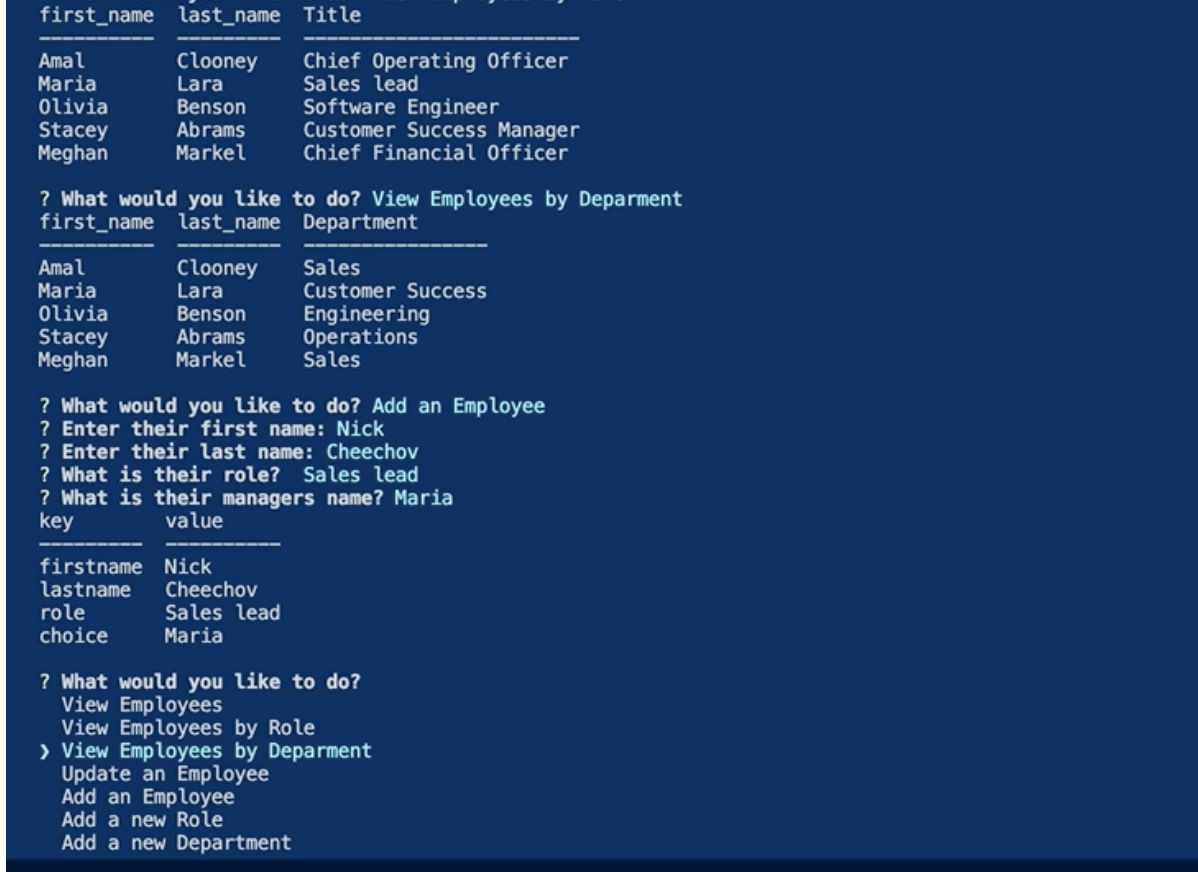 first_name last_name Title
Amal Clooney Chief Operating Officer
Maria Lara Sales lead
Olivia Benson Software Engineer
Stacey Abrams Customer Success Manager
Meghan Markel Chief Financial Officer
? What would you like to do? View Employees by Deparment
first_name last_name Department
Amal Clooney Sales
Maria Lara Customer Success
Olivia Benson Engineering
Stacey Abrams Operations
Meghan Markel Sales
? What would you like to do? Add an Employee
? Enter their first name: Nick
? Enter their last name: Cheechov
? What is their role? Sales lead
? What is their managers name? Maria
key value
firstname Nick
lastname Cheechov
role Sales lead
choice Maria
? What would you like to do?
View Employees
View Employees by Role
❯ View Employees by Deparment
Update an Employee
Add an Employee
Add a new Role
Add a new Department